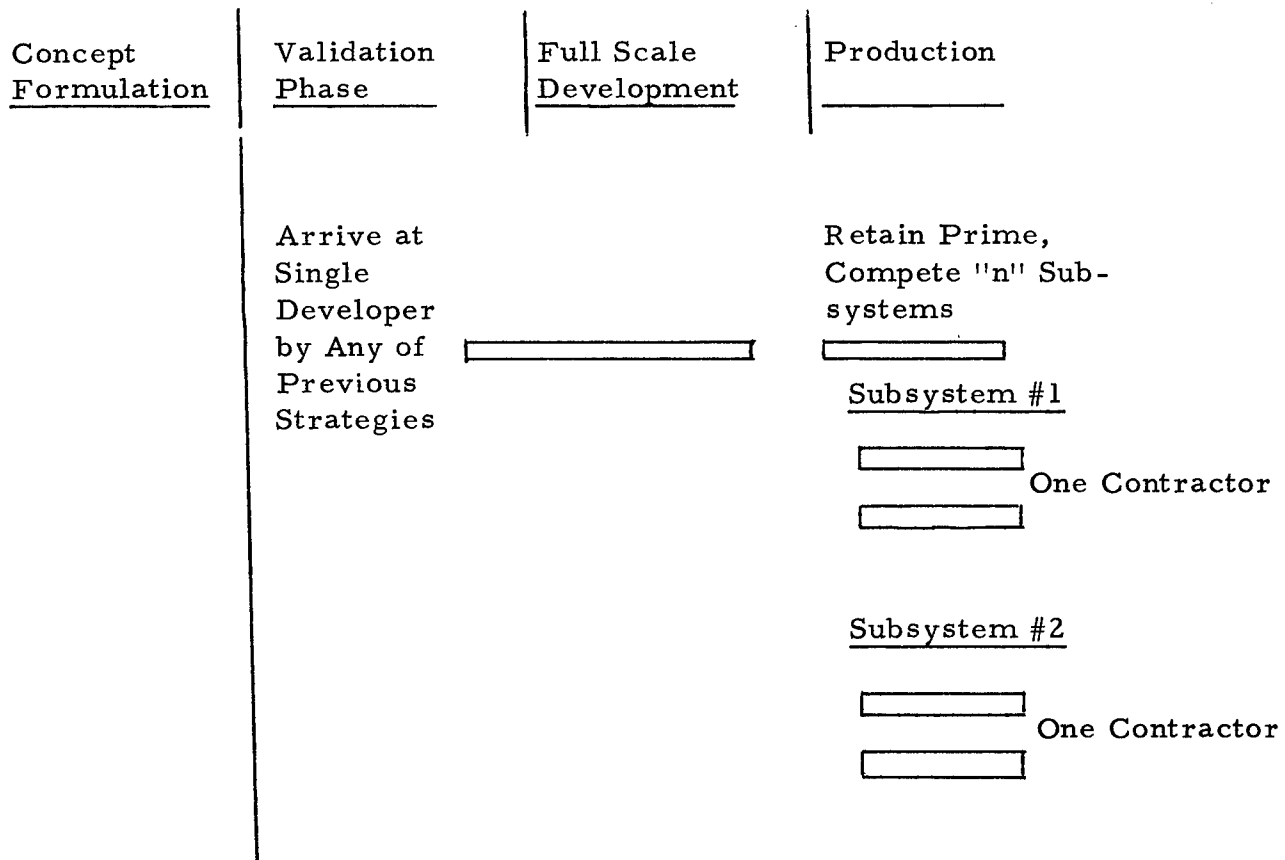 Concept
Formulation
Validation
Phase
Full Scale
Development
Production
Arrive at
Single
Developer
by Any of
Previous
Strategies
Retain Prime,
Compete "n" Sub-
systems
Subsystem #1
One Contractor
Subsystem #2
One Contractor